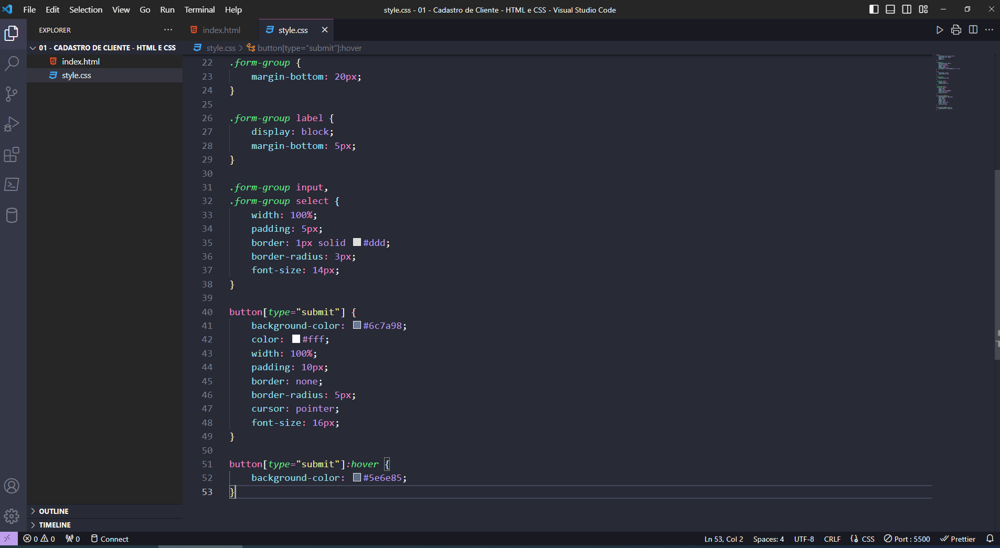 File Edit Selection View Go Run Terminal Help
style.css - 01 - Cadastro de Cliente - HTML e CSS - Visual Studio Code
EXPLORER
index.html
style.css
01 - CADASTRO DE CLIENTE - HTML E CSS
index.html
style.css
style.css > button[type="submit"]:hover
22 .form-group {
23 margin-bottom: 20px;
24 }
25
26 .form-group label {
27 display: block;
28 margin-bottom: 5px;
29 }
30
31 .form-group input,
32 .form-group select {
33 width: 100%;
34 padding: 5px;
35 border: 1px solid #ddd;
36 border-radius: 3px;
37 font-size: 14px;
38 }
39
40 button[type="submit"] {
41 background-color: #6c7a98;
42 color: #fff;
43 width: 100%;
44 padding: 10px;
45 border: none;
46 border-radius: 5px;
47 cursor: pointer;
48 font-size: 16px;
49 }
50
51 button[type="submit"]:hover {
52 background-color: #5e6e85;
53 }
OUTLINE
TIMELINE
0 0 0 Connect
Ln 53, Col 2 Spaces: 4 UTF-8 CRLF CSS Port : 5500 Prettier